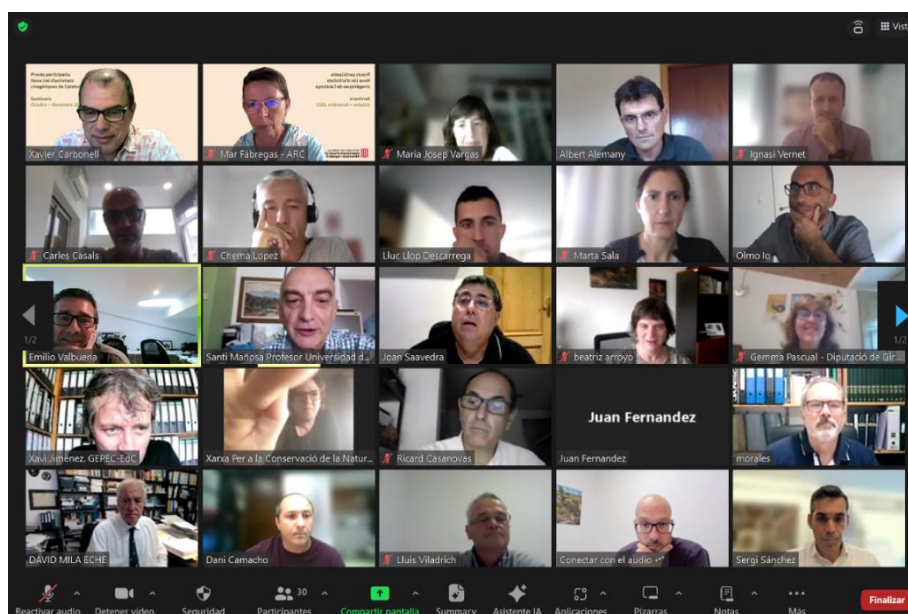 Vist
Procés participatiu
Xavier Carbonell
Mar Fàbregas - ARC
Maria Josep Vargas
Albert Alemany
Ignasi Vernet
Carles Casals
Chema Lopez
Lluc Llop Descarrega
Marta Sala
Olmo Io
1/2
Emilio Valbuena
Santi Mañosa Profesor Universidad d...
Joan Saavedra
beatriz arroyo
Gemma Pascual - Diputació de Gir...
1/2
Xavi Jiménez. GEPEC-EdC
Xarxa Per a la Conservació de la Natur...
Ricard Casanovas
Juan Fernandez
Juan Fernandez
morales
DAVID MILA ECHE
Dani Camacho
Lluis Viladrich
Conectar con el audio •
Sergi Sánchez
Reactivar audio
Detener video
Seguridad
30
Participantes
Compartir pantalla
Summary
Asistente IA
Aplicaciones
Pizarras
Notas
Más
Finalizar